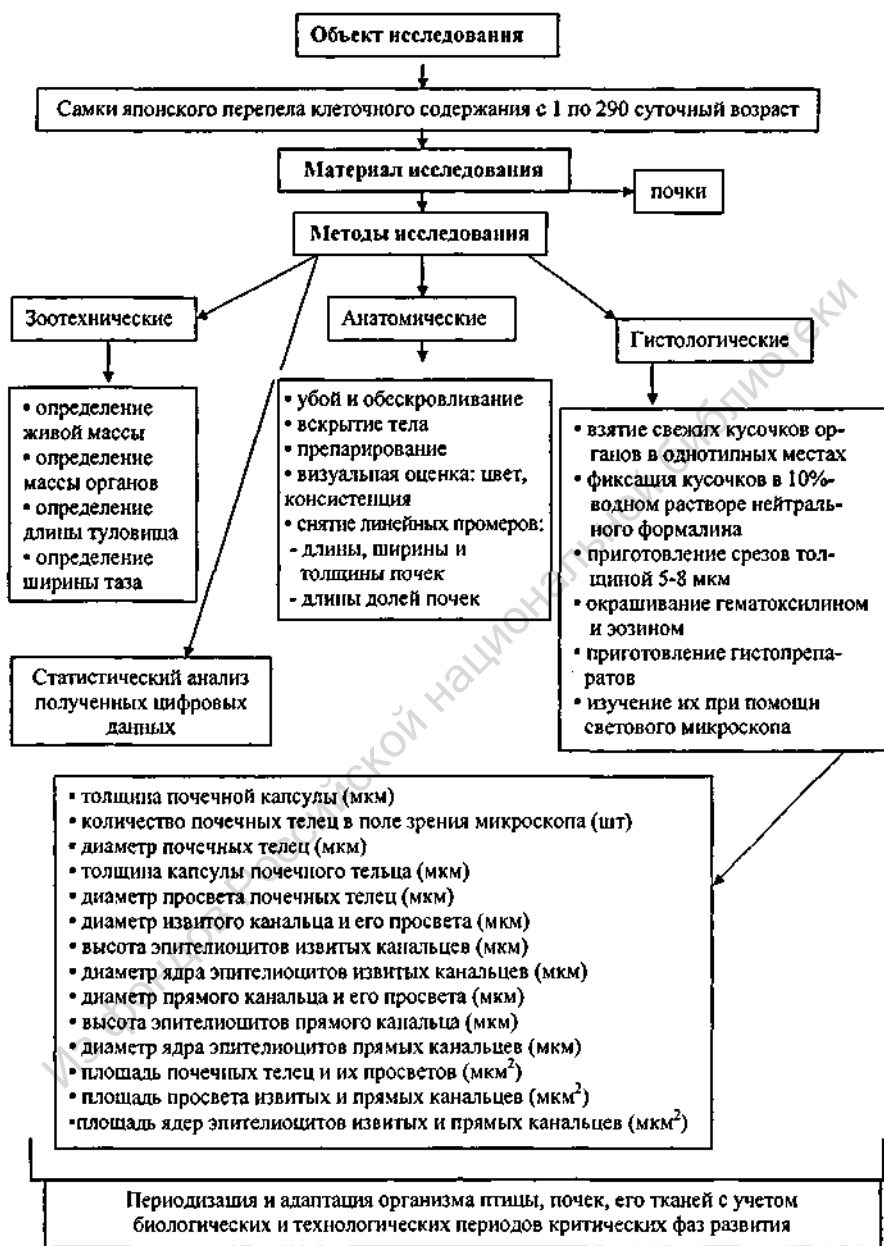 Объект исследования
Самки японского перепела клеточного содержания с 1 по 290 суточный возраст
Материал исследования
почки
Методы исследования
Зоотехнические
Анатомические
Гистологические
• определение
живой массы
• определение
массы органов
• определение
длины туловища
• определение
ширины таза
• убой и обескровливание
• вскрытие тела
• препарирование
• визуальная оценка: цвет,
консистенция
• снятие линейных промеров:
- длины, ширины и
толщины почек
- длины долей почек
• взятие свежих кусочков ор-
ганов в однотипных местах
• фиксация кусочков в 10%-
водном растворе нейтраль-
ного формалина
• приготовление срезов тол-
щиной 5-8 мкм
• окрашивание гематоксилином
и эозином
• приготовление гистопрепа-
ратов
• изучение их при помощи
светового микроскопа
Статистический анализ
полученных цифровых
данных
• толщина почечной капсулы (мкм)
• количество почечных телец в поле зрения микроскопа (шт)
• диаметр почечных телец (мкм)
• толщина капсулы почечного тельца (мкм)
• диаметр просвета почечных телец (мкм)
• диаметр извитого канальца и его просвета (мкм)
• высота эпителиоцитов извитых канальцев (мкм)
• диаметр ядра эпителиоцитов извитых канальцев (мкм)
• диаметр прямого канальца и его просвета (мкм)
• высота эпителиоцитов прямого канальца (мкм)
• диаметр ядра эпителиоцитов прямых канальцев (мкм)
• площадь почечных телец и их просветов (мкм²)
• площадь просвета извитых и прямых канальцев (мкм²)
•площадь ядер эпителиоцитов извитых и прямых канальцев (мкм²)
Периодизация и адаптация организма птицы, почек, его тканей с учетом
биологических и технологических периодов критических фаз развития
Из фондов Российской национальной библиотеки